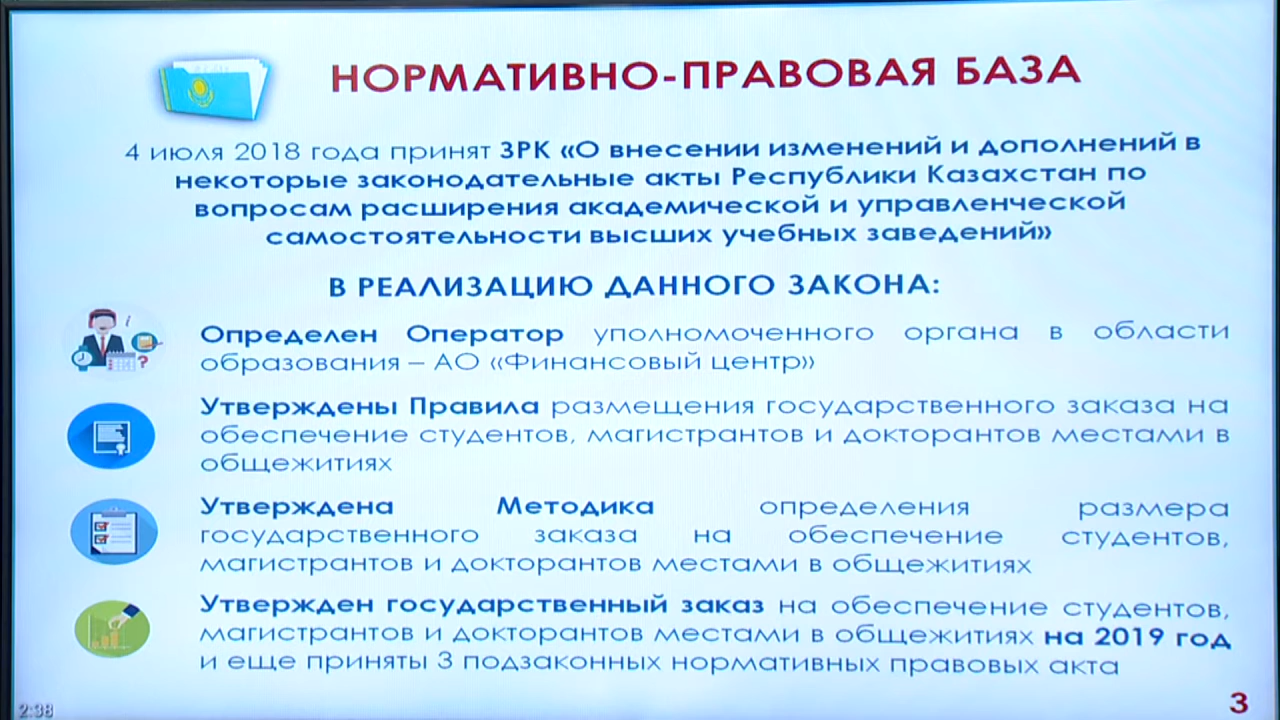 НОРМАТИВНО-ПРАВОВАЯ БАЗА
4 июля 2018 года принят ЗРК «О внесении изменений и дополнений в
некоторые законодательные акты Республики Казахстан по
вопросам расширения академической и управленческой
самостоятельности высших учебных заведений»
В РЕАЛИЗАЦИЮ ДАННОГО ЗАКОНА:
Определен Оператор уполномоченного органа в области
образования – АО «Финансовый центр»
Утверждены Правила размещения государственного заказа на
обеспечение студентов, магистрантов и докторантов местами в
общежитиях
Утверждена Методика определения размера
государственного заказа на обеспечение студентов,
магистрантов и докторантов местами в общежитиях
Утвержден государственный заказ на обеспечение студентов,
магистрантов и докторантов местами в общежитиях на 2019 год
и еще приняты 3 подзаконных нормативных правовых акта
2:38
3